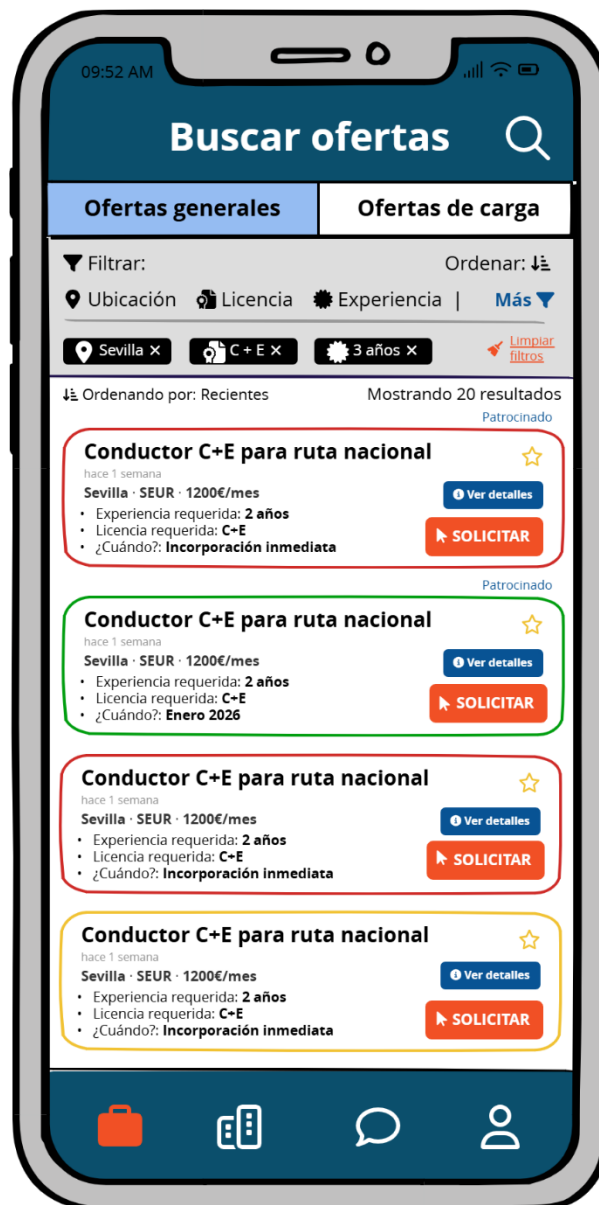 09:52 AM
Buscar ofertas
Ofertas generales
Ofertas de carga
Filtrar:
Ordenar:
Ubicación Licencia Experiencia | Más
Sevilla × C + E × 3 años × Limpiar filtros
Ordenando por: Recientes Mostrando 20 resultados
Patrocinado
Conductor C+E para ruta nacional
hace 1 semana
Sevilla · SEUR · 1200€/mes
Ver detalles
• Experiencia requerida: 2 años
• Licencia requerida: C+E
SOLICITAR
• ¿Cuándo?: Incorporación inmediata
Patrocinado
Conductor C+E para ruta nacional
hace 1 semana
Sevilla · SEUR · 1200€/mes
Ver detalles
• Experiencia requerida: 2 años
• Licencia requerida: C+E
SOLICITAR
• ¿Cuándo?: Enero 2026
Conductor C+E para ruta nacional
hace 1 semana
Sevilla · SEUR · 1200€/mes
Ver detalles
• Experiencia requerida: 2 años
• Licencia requerida: C+E
SOLICITAR
• ¿Cuándo?: Incorporación inmediata
Conductor C+E para ruta nacional
hace 1 semana
Sevilla · SEUR · 1200€/mes
Ver detalles
• Experiencia requerida: 2 años
• Licencia requerida: C+E
SOLICITAR
• ¿Cuándo?: Incorporación inmediata